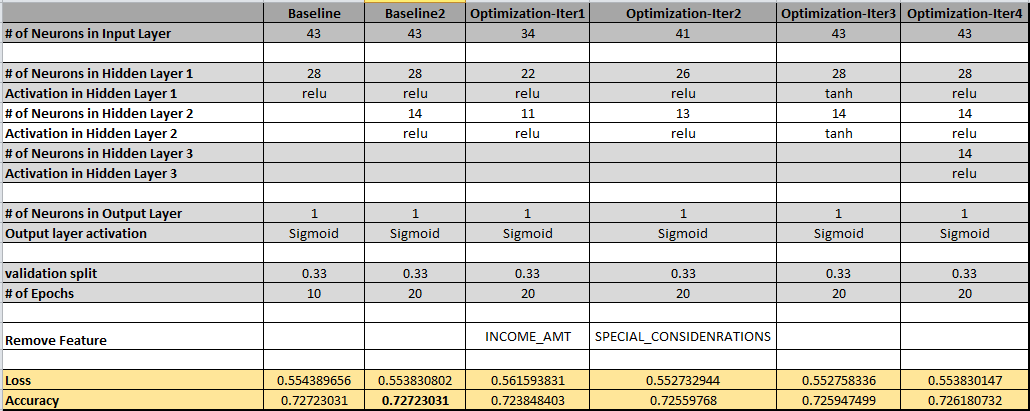 Baseline Baseline2 Optimization-Iter1 Optimization-Iter2 Optimization-Iter3 Optimization-Iter4
# of Neurons in Input Layer 43 43 34 41 43 43
# of Neurons in Hidden Layer 1 28 28 22 26 28 28
Activation in Hidden Layer 1 relu relu relu relu tanh relu
# of Neurons in Hidden Layer 2 14 11 13 14 14
Activation in Hidden Layer 2 relu relu relu tanh relu
# of Neurons in Hidden Layer 3 14
Activation in Hidden Layer 3 relu
# of Neurons in Output Layer 1 1 1 1 1 1
Output layer activation Sigmoid Sigmoid Sigmoid Sigmoid Sigmoid Sigmoid
validation split 0.33 0.33 0.33 0.33 0.33 0.33
# of Epochs 10 20 20 20 20 20
Remove Feature INCOME_AMT SPECIAL_CONSIDENRATIONS
Loss 0.554389656 0.553830802 0.561593831 0.552732944 0.552758336 0.553830147
Accuracy 0.72723031 0.72723031 0.723848403 0.72559768 0.725947499 0.726180732